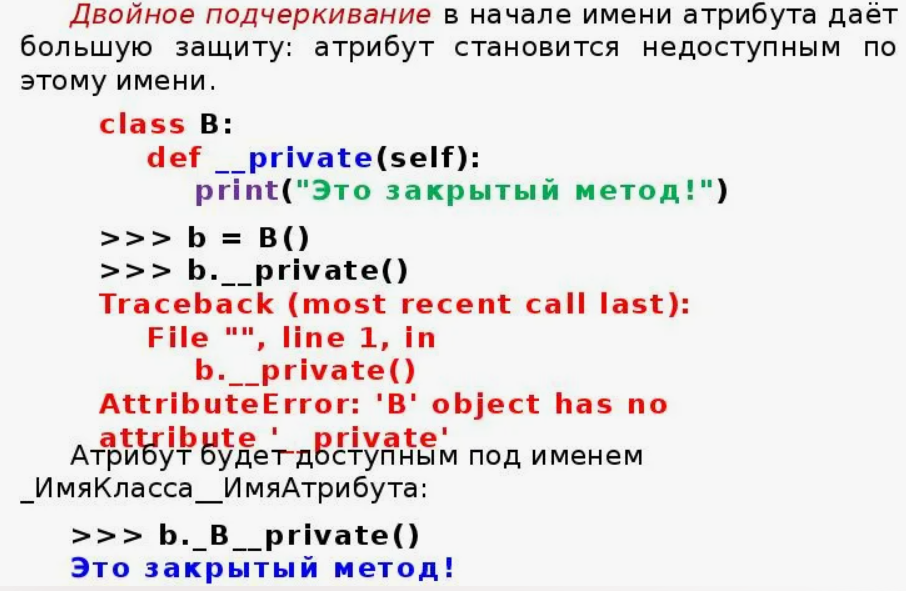 Двойное подчеркивание в начале имени атрибута даёт
большую защиту: атрибут становится недоступным по
этому имени.
class B:
def __private(self):
print("Это закрытый метод!")
>>> b = B()
>>> b.__private()
Traceback (most recent call last):
File "", line 1, in
b.__private()
AttributeError: 'B' object has no
attribute '__private'
Атрибут будет доступным под именем
_ИмяКласса__ИмяАтрибута:
>>> b._B__private()
Это закрытый метод!